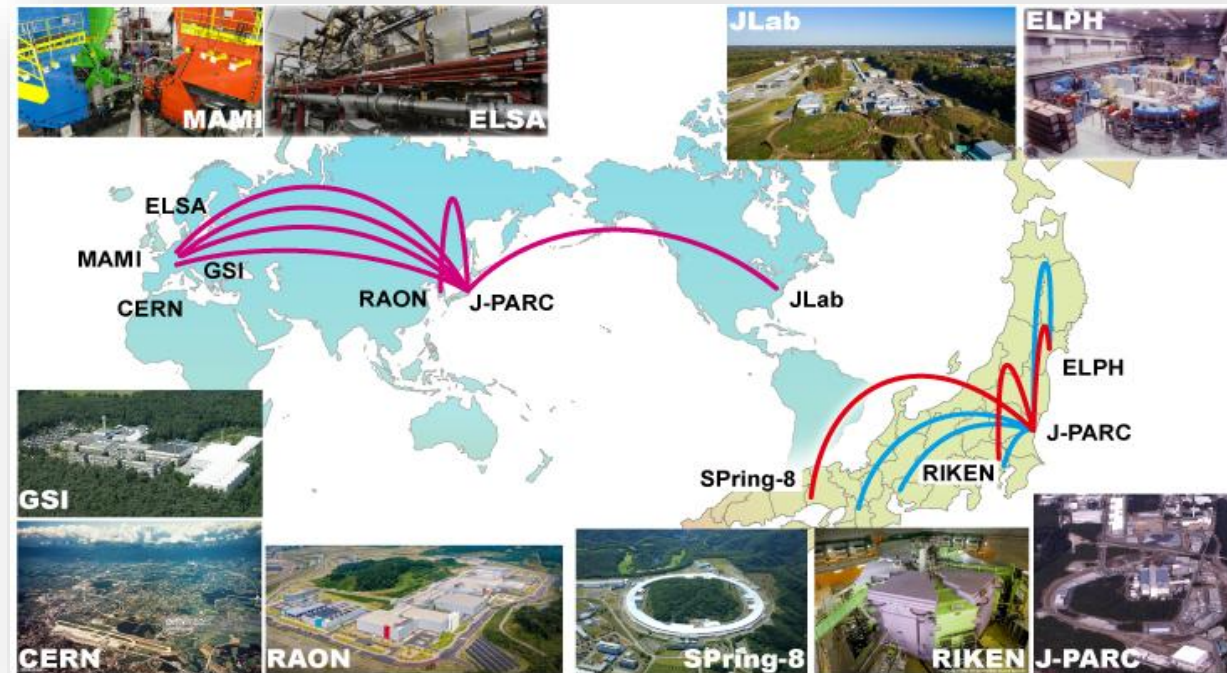 MAMI
ELSA
JLab
ELPH
ELSA
MAMI
GSI
CERN
RAON
J-PARC
JLab
ELPH
J-PARC
SPring-8
RIKEN
GSI
CERN
RAON
SPring-8
RIKEN
J-PARC